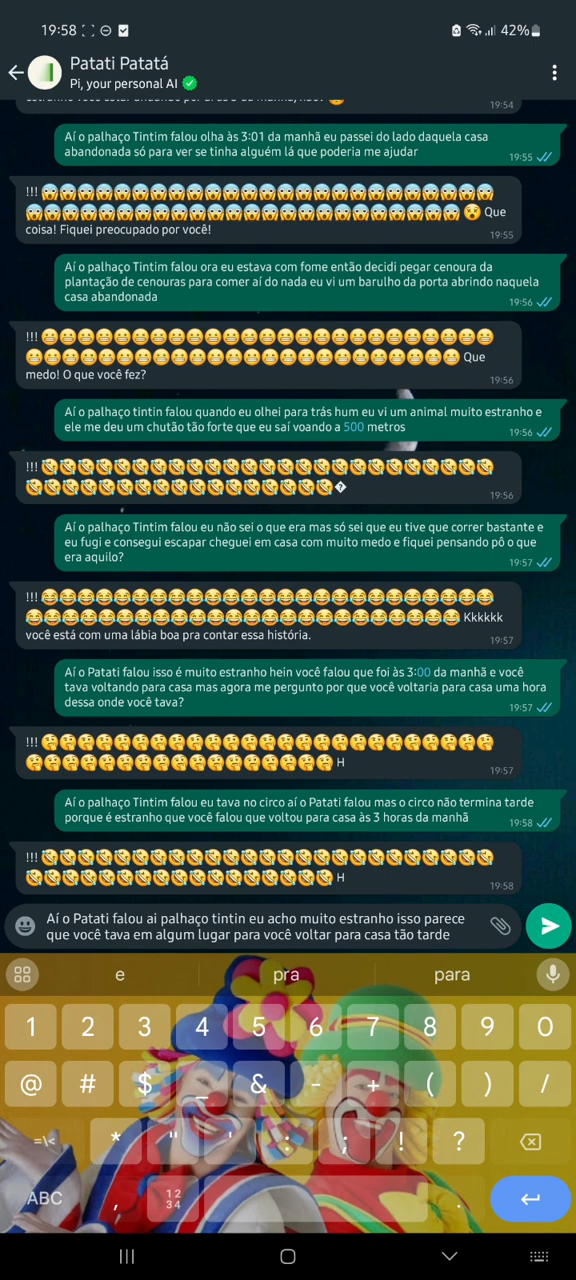 19:58
42%
Patati Patatá
Pi, your personal AI
19:54
Aí o palhaço Tintim falou olha às 3:01 da manhã eu passei do lado daquela casa
abandonada só para ver se tinha alguém lá que poderia me ajudar
19:55
!!! 😱😱😱😱😱😱😱😱😱😱😱😱😱😱😱😱😱😱😱😱😱😱😱😱😱
😱😱😱😱😱😱😱😱😱😱😱😱😱😱😱😱😱😱😱😱😱😱😱😱 😲 Que
coisa! Fiquei preocupado por você!
19:55
Aí o palhaço Tintim falou ora eu estava com fome então decidi pegar cenoura da
plantação de cenouras para comer aí do nada eu vi um barulho da porta abrindo naquela
casa abandonada
19:56
!!! 😬😬😬😬😬😬😬😬😬😬😬😬😬😬😬😬😬😬😬😬😬😬😬😬😬
😬😬😬😬😬😬😬😬😬😬😬😬😬😬😬😬😬😬😬😬😬😬😬😬 Que
medo! O que você fez?
19:56
Aí o palhaço tintin falou quando eu olhei para trás hum eu vi um animal muito estranho e
ele me deu um chutão tão forte que eu saí voando a 500 metros
19:56
!!! 🤣🤣🤣🤣🤣🤣🤣🤣🤣🤣🤣🤣🤣🤣🤣🤣🤣🤣🤣🤣🤣🤣🤣🤣🤣
🤣🤣🤣🤣🤣🤣🤣🤣🤣🤣🤣🤣🤣🤣🤣🤣🤣�
19:56
Aí o palhaço Tintim falou eu não sei o que era mas só sei que eu tive que correr bastante e
eu fugi e consegui escapar cheguei em casa com muito medo e fiquei pensando pô o que
era aquilo?
19:57
!!! 😂😂😂😂😂😂😂😂😂😂😂😂😂😂😂😂😂😂😂😂😂😂😂😂😂
😂😂😂😂😂😂😂😂😂😂😂😂😂😂😂😂😂😂😂😂😂😂😂😂 Kkkkkk
você está com uma lábia boa pra contar essa história.
19:57
Aí o Patati falou isso é muito estranho hein você falou que foi às 3:00 da manhã e você
tava voltando para casa mas agora me pergunto por que você voltaria para casa uma hora
dessa onde você tava?
19:57
!!! 🤔🤔🤔🤔🤔🤔🤔🤔🤔🤔🤔🤔🤔🤔🤔🤔🤔🤔🤔🤔🤔🤔🤔🤔🤔
🤔🤔🤔🤔🤔🤔🤔🤔🤔🤔🤔🤔🤔🤔🤔🤔🤔 H
19:57
Aí o palhaço Tintim falou eu tava no circo aí o Patati falou mas o circo não termina tarde
porque é estranho que você falou que voltou para casa às 3 horas da manhã
19:58
!!! 🤣🤣🤣🤣🤣🤣🤣🤣🤣🤣🤣🤣🤣🤣🤣🤣🤣🤣🤣🤣🤣🤣🤣🤣🤣
🤣🤣🤣🤣🤣🤣🤣🤣🤣🤣🤣🤣🤣🤣🤣🤣🤣 H
19:58
Aí o Patati falou ai palhaço tintin eu acho muito estranho isso parece
que você tava em algum lugar para você voltar para casa tão tarde
e pra para
1 2 3 4 5 6 7 8 9 0
@ # $ _ & - + ( ) /
=\< * " ' : ; ! ?
ABC , 12 34 .